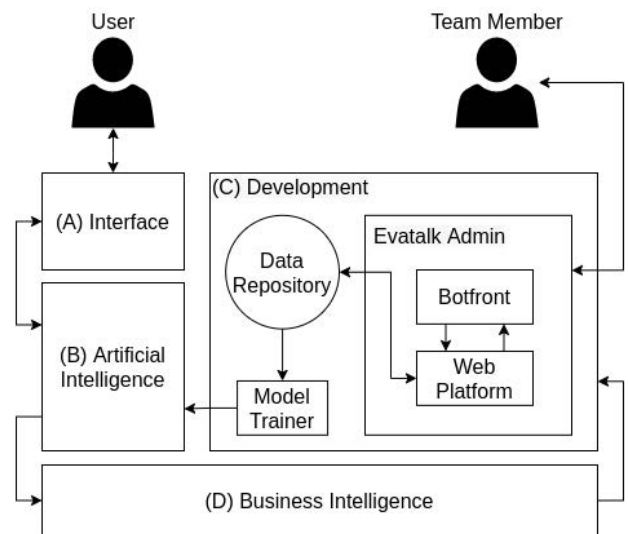 User
Team Member
(A) Interface
(C) Development
Evatalk Admin
Data
Repository
Botfront
(B) Artificial
Intelligence
Web
Platform
Model
Trainer
(D) Business Intelligence